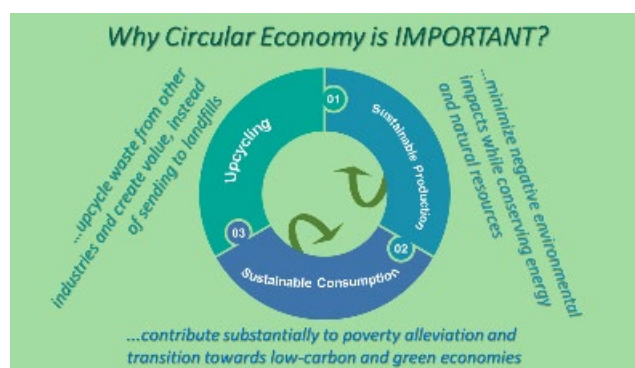 Why Circular Economy is IMPORTANT?
01
Sustainable Production
...minimize negative environmental
impacts while conserving energy
and natural resources
02
Sustainable Consumption
...contribute substantially to poverty alleviation and
transition towards low-carbon and green economies
03
Upcycling
...upcycle waste from other
industries and create value, instead
of sending to landfills